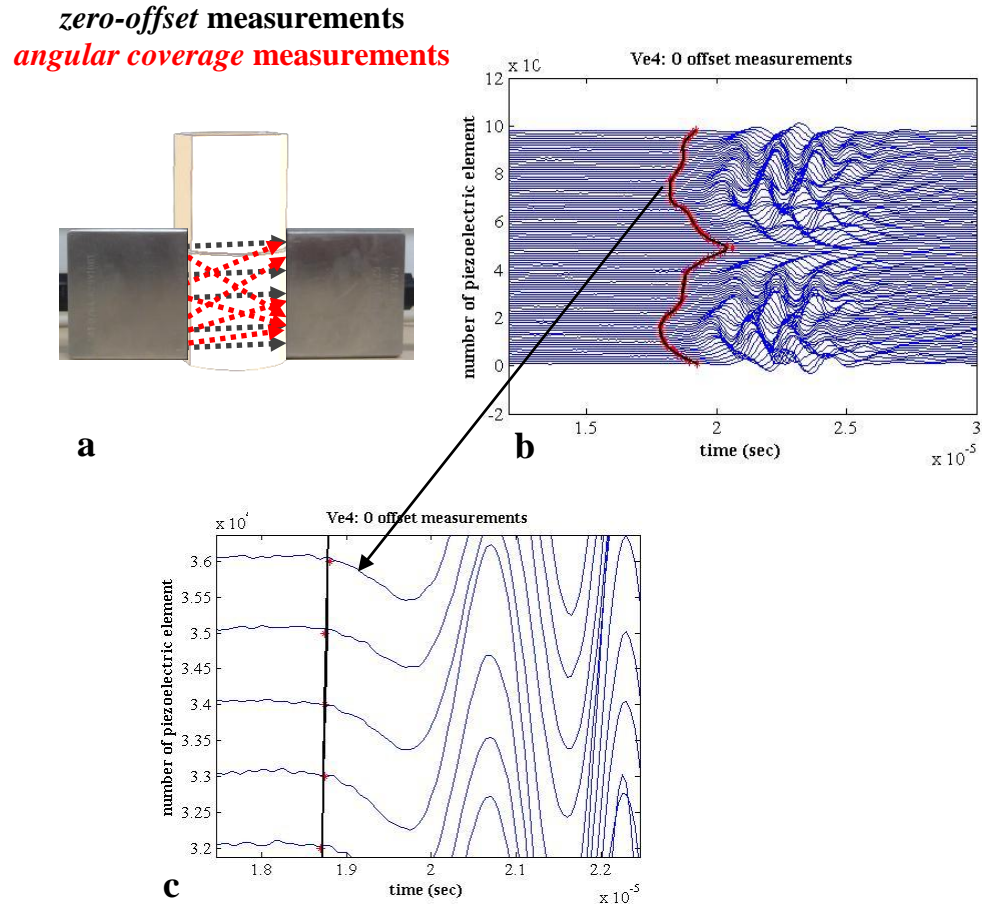 zero-offset measurements
angular coverage measurements
a
Ve4: 0 offset measurements
x 10
12
10
8
6
4
2
0
-2
number of piezoelectric element
1.5
2
2.5
3
time (sec)
x 10⁻⁵
b
Ve4: 0 offset measurements
3.6
3.55
3.5
3.45
3.4
3.35
3.3
3.25
3.2
number of piezoelectric element
1.8
1.9
2
2.1
2.2
time (sec)
x 10⁻⁵
c